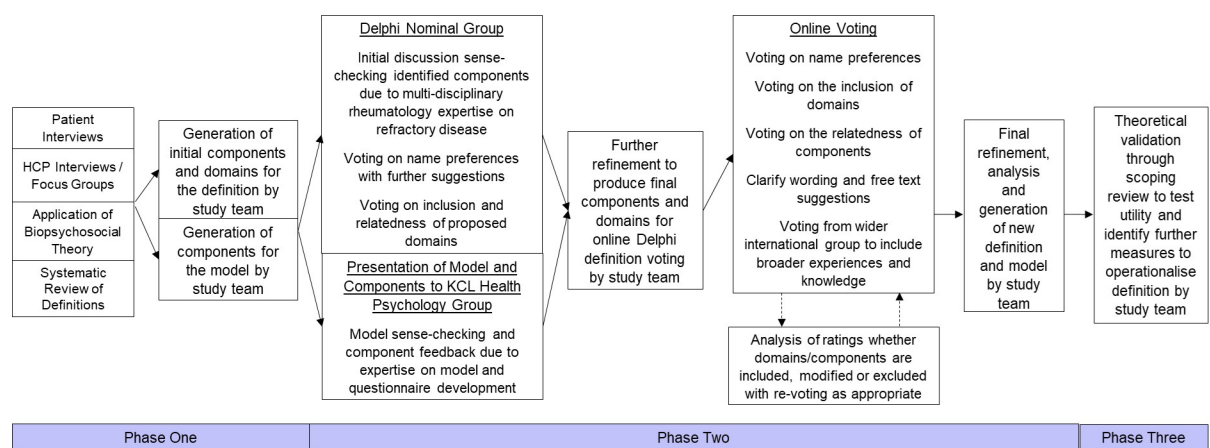 Patient
Interviews
HCP Interviews /
Focus Groups
Application of
Biopsychosocial
Theory
Systematic
Review of
Definitions
Generation of
initial components
and domains for
the definition by
study team
Generation of
components for
the model by
study team
Delphi Nominal Group
Initial discussion sense-
checking identified components
due to multi-disciplinary
rheumatology expertise on
refractory disease
Voting on name preferences
with further suggestions
Voting on inclusion and
relatedness of proposed
domains
Presentation of Model and
Components to KCL Health
Psychology Group
Model sense-checking and
component feedback due to
expertise on model and
questionnaire development
Further
refinement to
produce final
components and
domains for
online Delphi
definition voting
by study team
Online Voting
Voting on name preferences
Voting on the inclusion of
domains
Voting on the relatedness of
components
Clarify wording and free text
suggestions
Voting from wider
international group to include
broader experiences and
knowledge
Analysis of ratings whether
domains/components are
included, modified or excluded
with re-voting as appropriate
Final
refinement,
analysis
and
generation
of new
definition
and model
by study
team
Theoretical
validation
through
scoping
review to test
utility and
identify further
measures to
operationalise
definition by
study team
Phase One
Phase Two
Phase Three